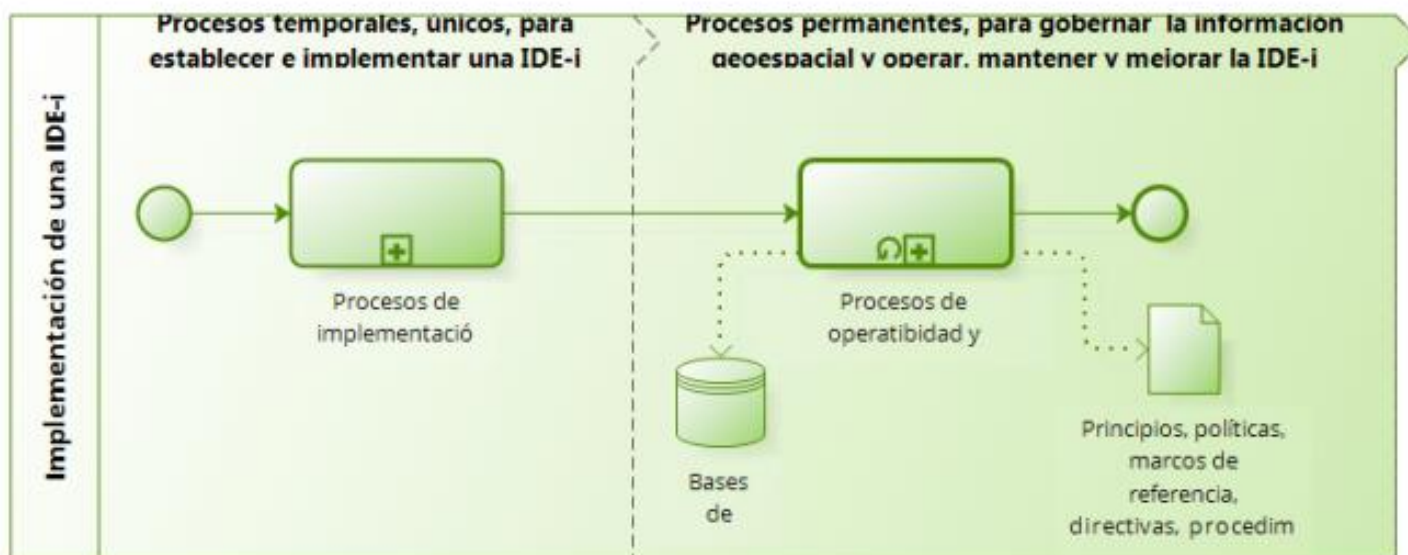 Procesos temporales, únicos, para
establecer e implementar una IDE-i
Procesos permanentes, para gobernar la información
geoespacial y operar, mantener y mejorar la IDE-i
Implementación de una IDE-i
Procesos de
implementació
Procesos de
operatibidad y
Bases
de
Principios, políticas,
marcos de
referencia,
directivas, procedim